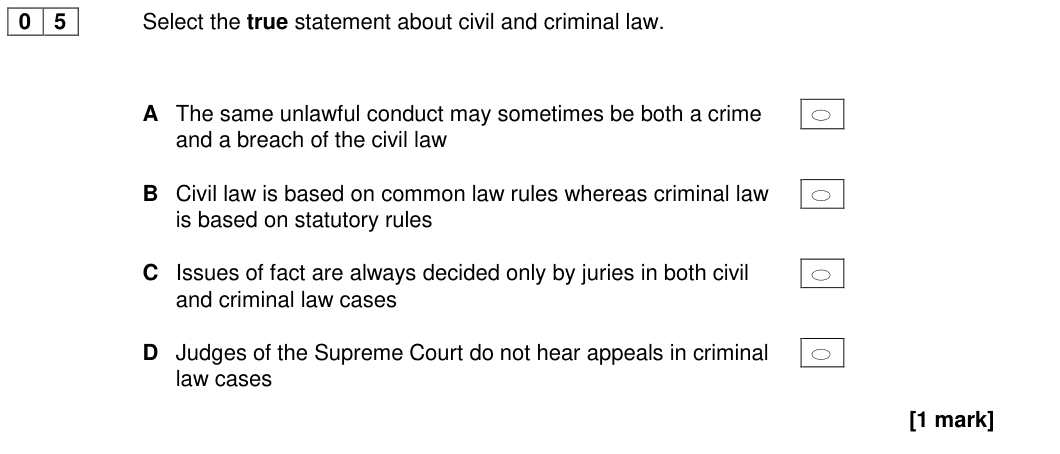 0 5 Select the true statement about civil and criminal law.
A The same unlawful conduct may sometimes be both a crime
and a breach of the civil law
B Civil law is based on common law rules whereas criminal law
is based on statutory rules
C Issues of fact are always decided only by juries in both civil
and criminal law cases
D Judges of the Supreme Court do not hear appeals in criminal
law cases
[1 mark]